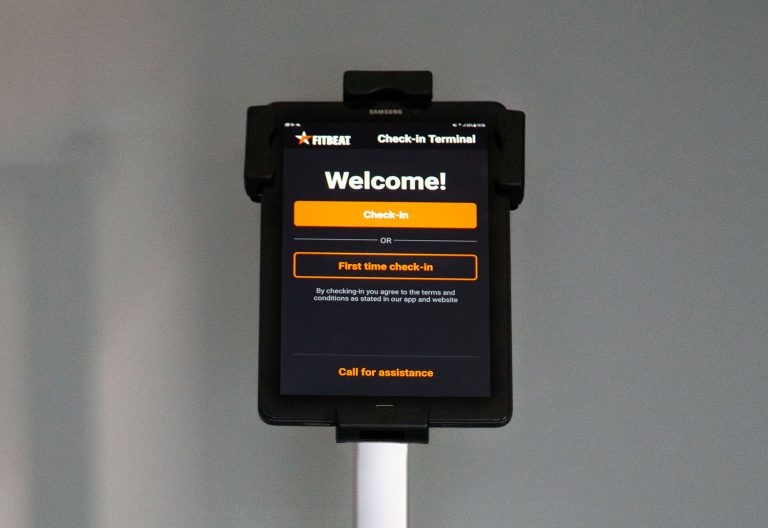 SAMSUNG
FITBEAT
Check-in Terminal
Welcome!
Check-in
OR
First time check-in
By checking-in you agree to the terms and
conditions as stated in our app and website
Call for assistance